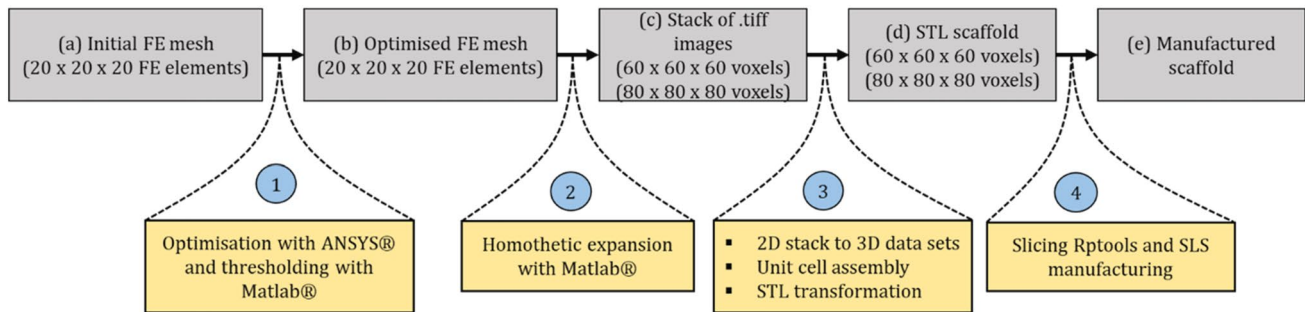 (a) Initial FE mesh
(20 x 20 x 20 FE elements)
(b) Optimised FE mesh
(20 x 20 x 20 FE elements)
(c) Stack of .tiff
images
(60 x 60 x 60 voxels)
(80 x 80 x 80 voxels)
(d) STL scaffold
(60 x 60 x 60 voxels)
(80 x 80 x 80 voxels)
(e) Manufactured
scaffold
1
Optimisation with ANSYS®
and thresholding with
Matlab®
2
Homothetic expansion
with Matlab®
3
▪ 2D stack to 3D data sets
▪ Unit cell assembly
▪ STL transformation
4
Slicing Rptools and SLS
manufacturing